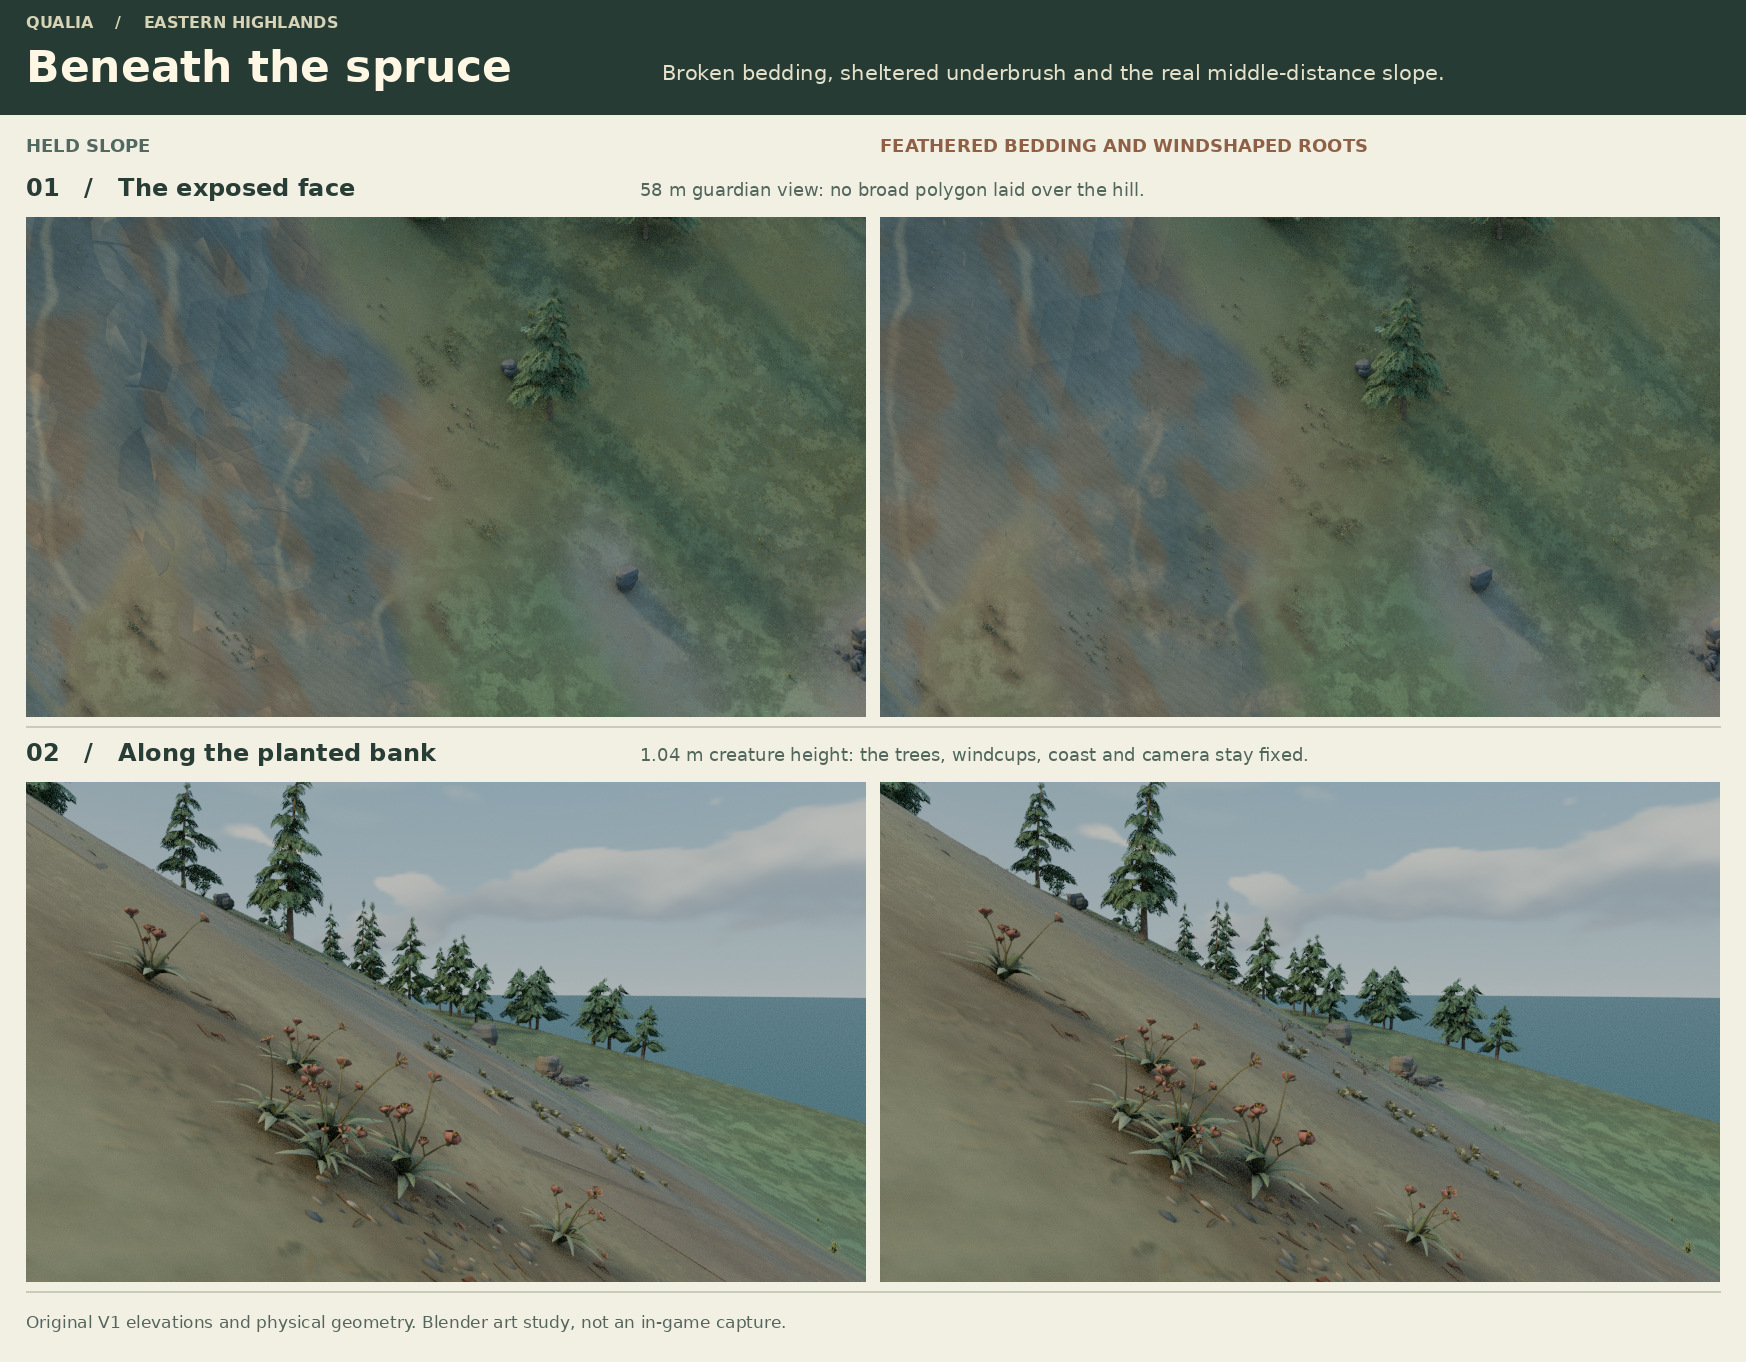 QUALIA / EASTERN HIGHLANDS
Beneath the spruce
Broken bedding, sheltered underbrush and the real middle-distance slope.
HELD SLOPE
FEATHERED BEDDING AND WINDSHAPED ROOTS
01 / The exposed face
58 m guardian view: no broad polygon laid over the hill.
02 / Along the planted bank
1.04 m creature height: the trees, windcups, coast and camera stay fixed.
Original V1 elevations and physical geometry. Blender art study, not an in-game capture.